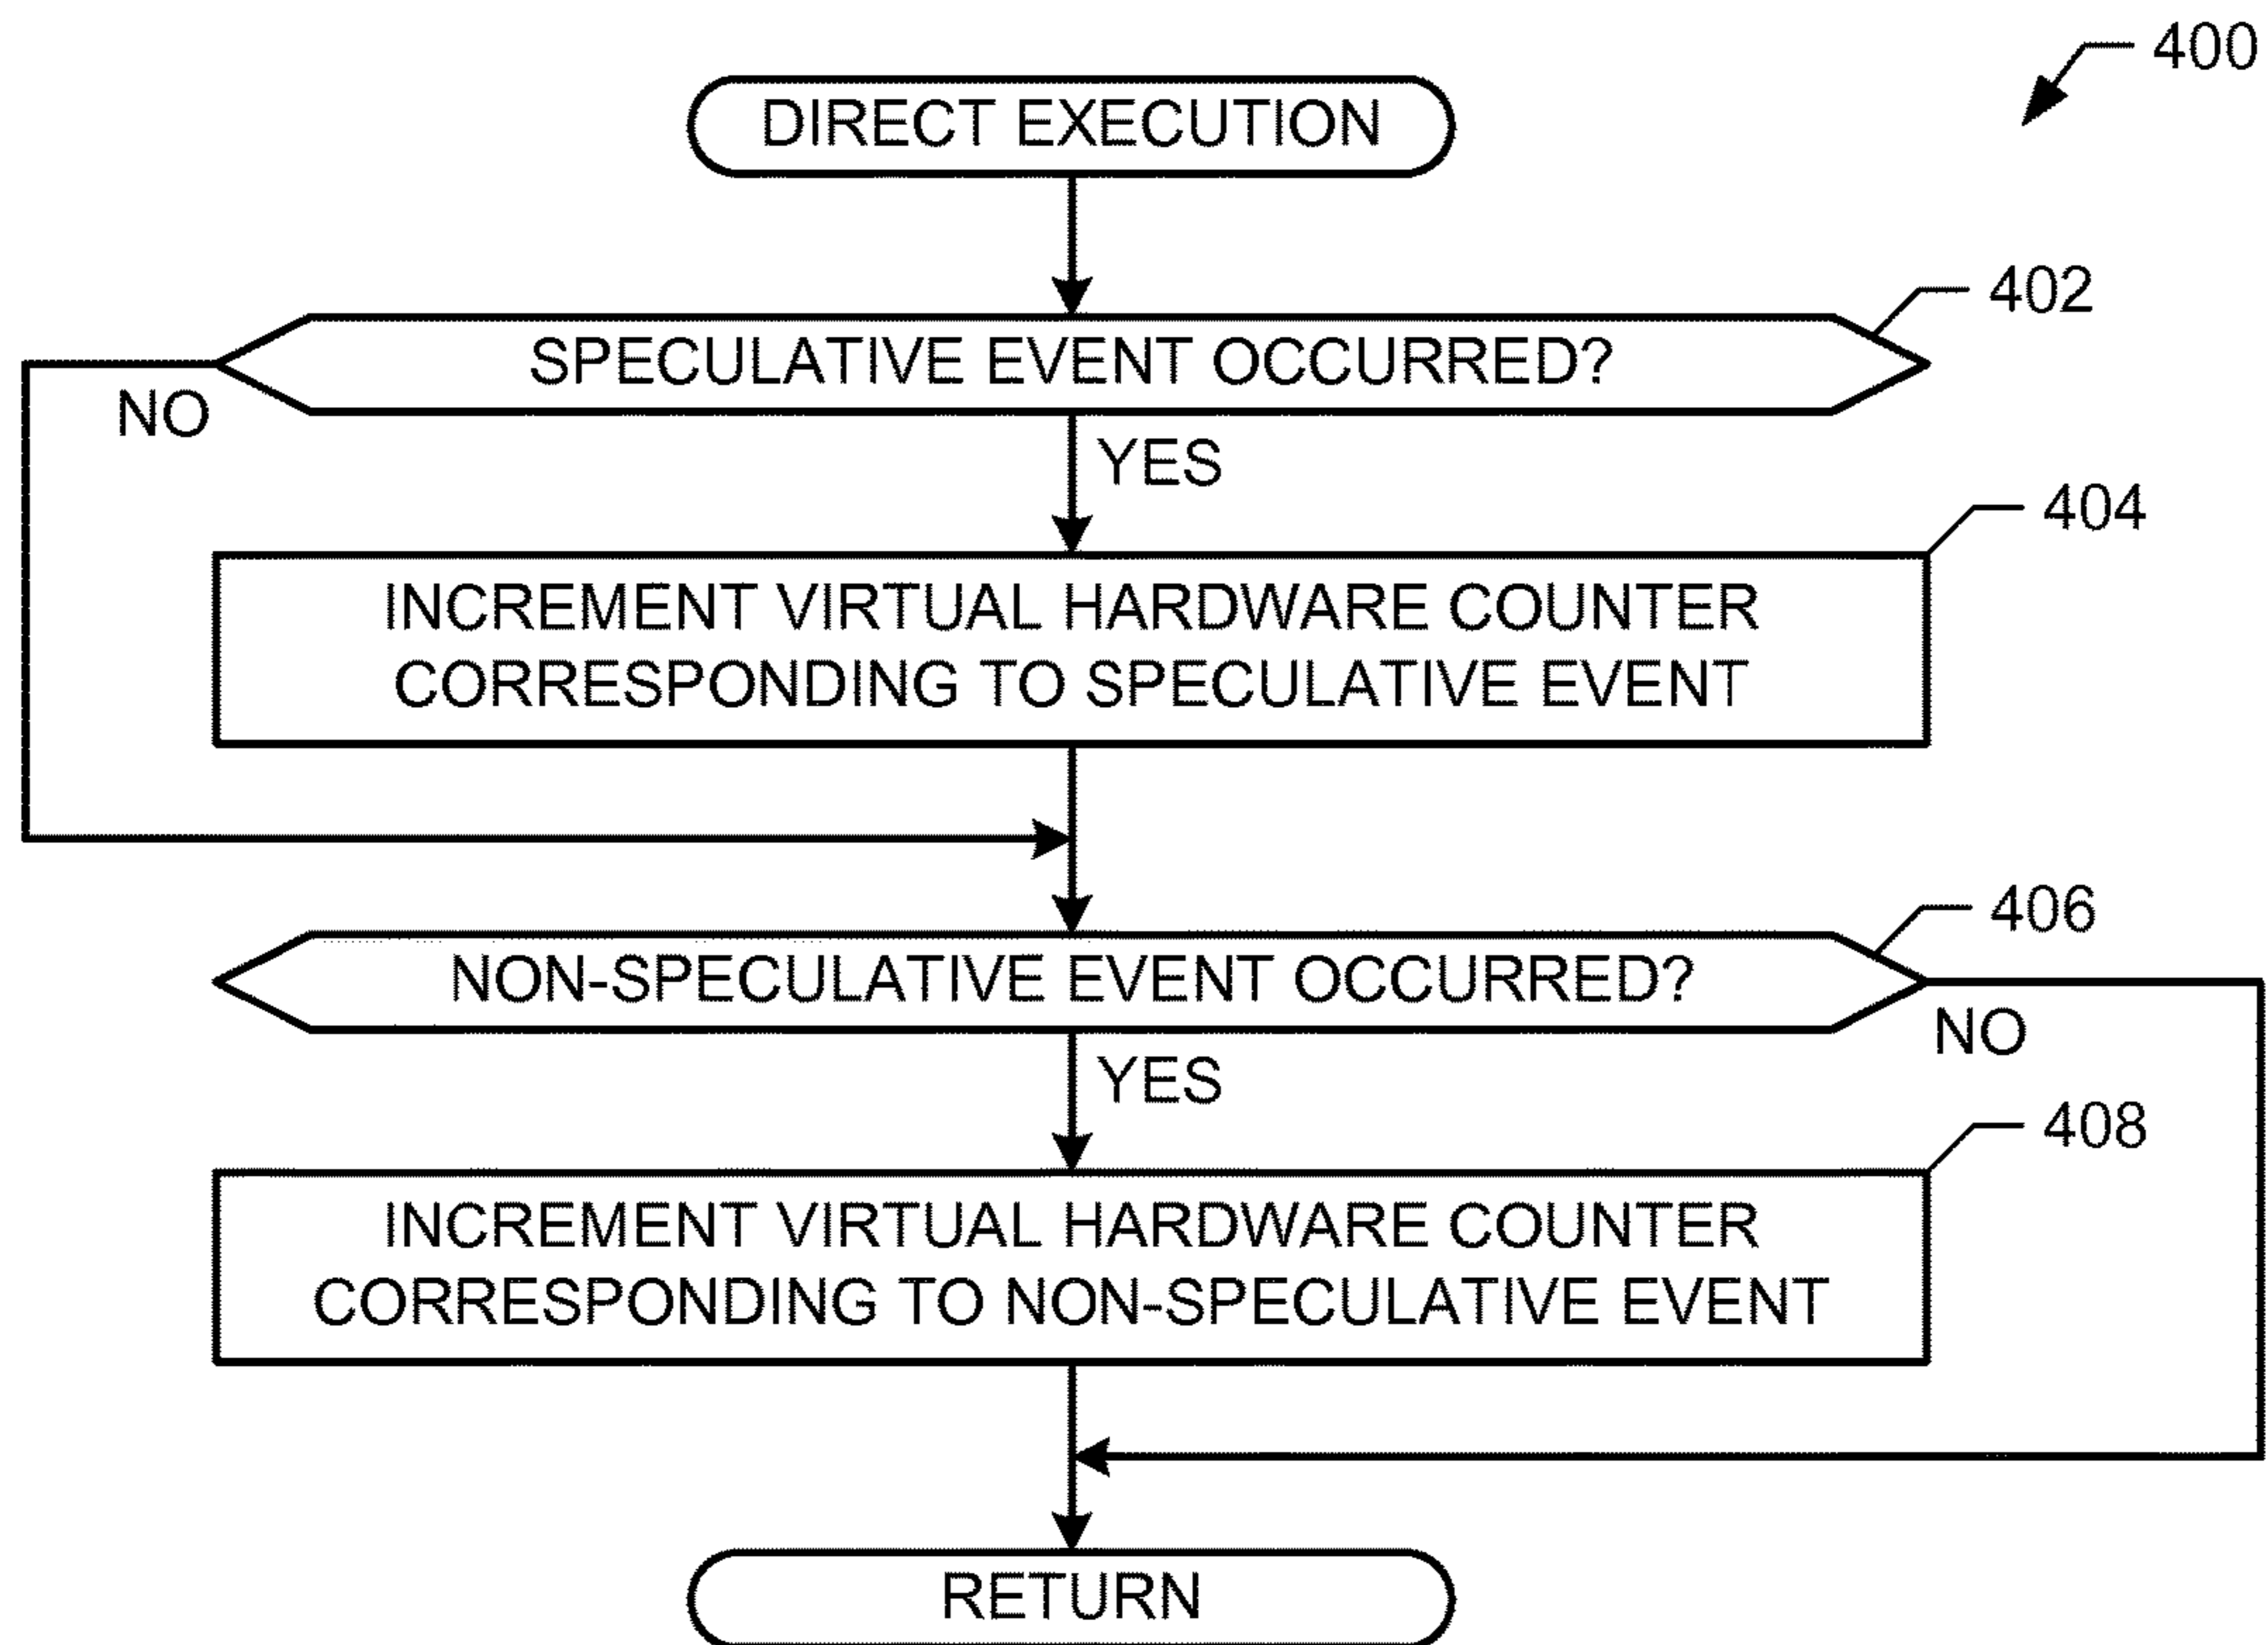 400
DIRECT EXECUTION
402
SPECULATIVE EVENT OCCURRED?
NO
YES
404
INCREMENT VIRTUAL HARDWARE COUNTER
CORRESPONDING TO SPECULATIVE EVENT
406
NON-SPECULATIVE EVENT OCCURRED?
NO
YES
408
INCREMENT VIRTUAL HARDWARE COUNTER
CORRESPONDING TO NON-SPECULATIVE EVENT
RETURN